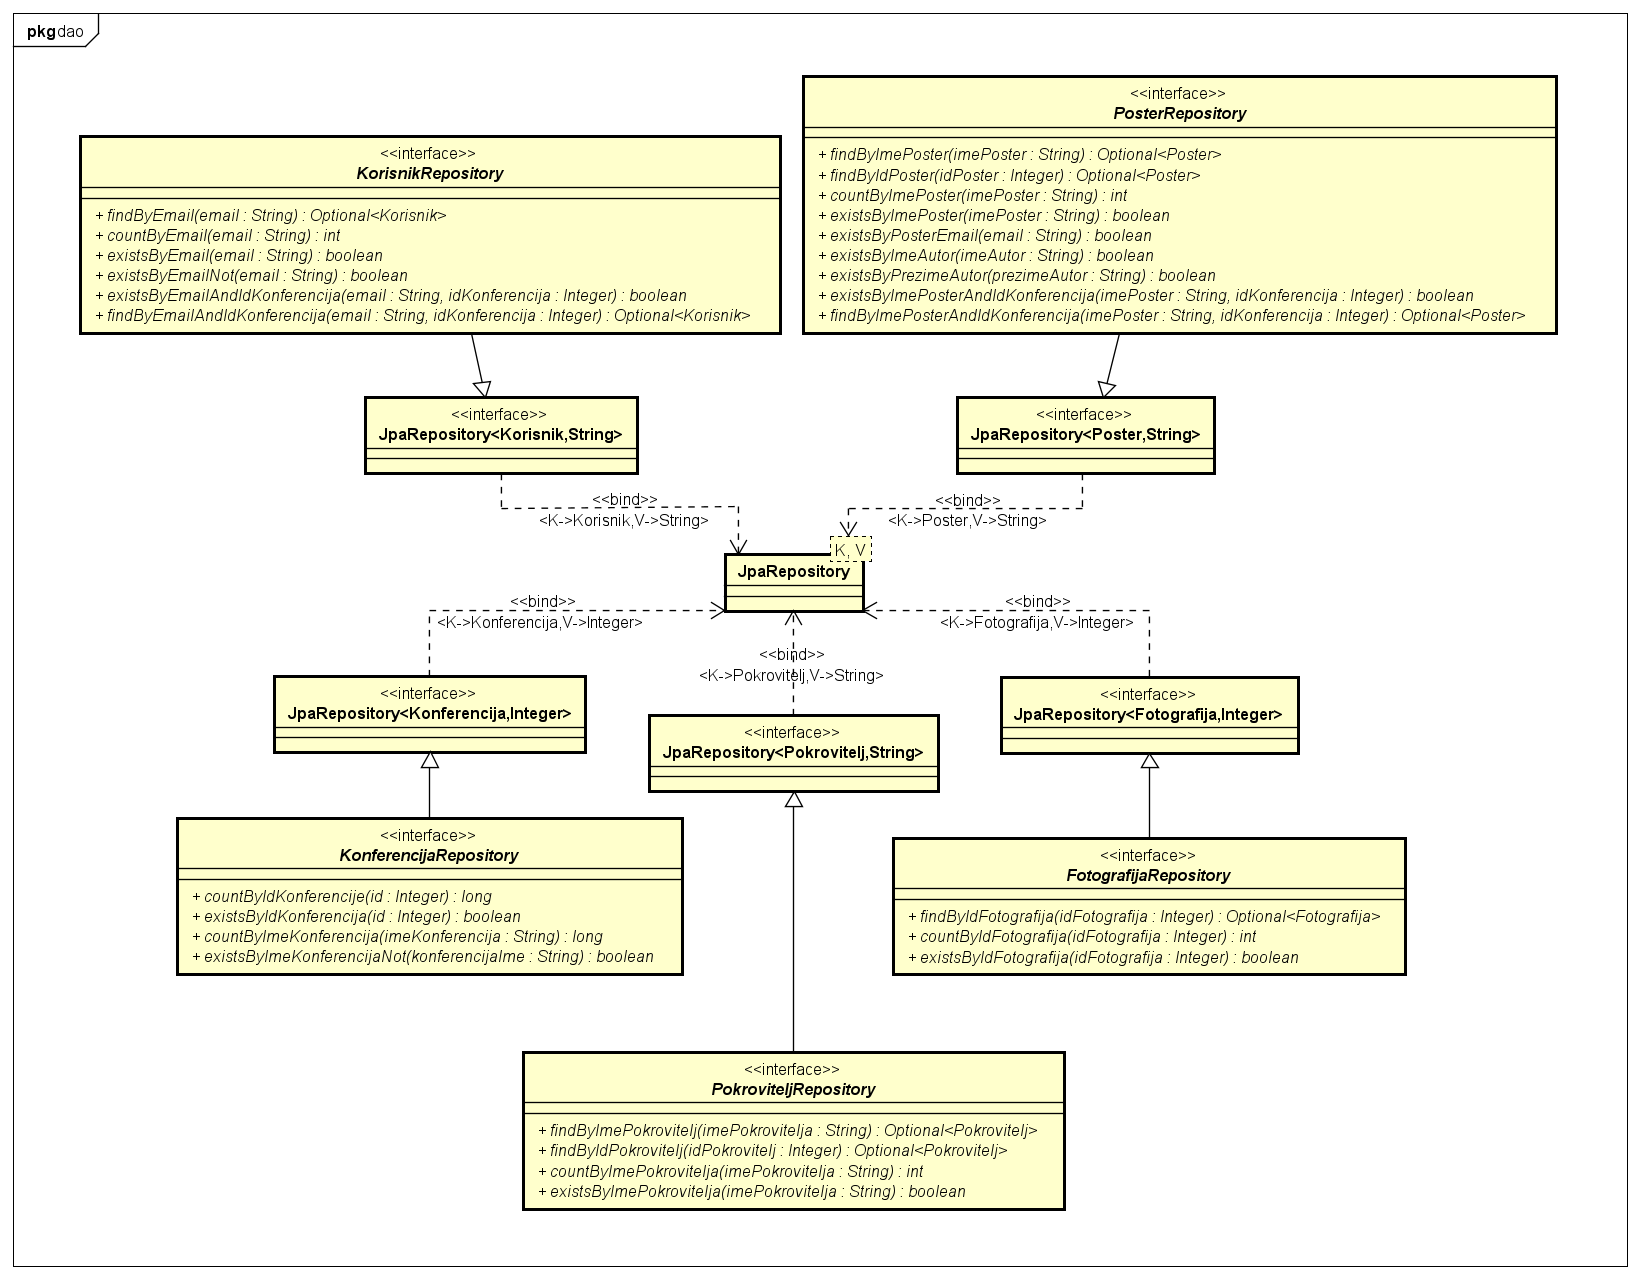 pkg dao
<<interface>>
KorisnikRepository
+ findByEmail(email : String) : Optional<Korisnik>
+ countByEmail(email : String) : int
+ existsByEmail(email : String) : boolean
+ existsByEmailNot(email : String) : boolean
+ existsByEmailAndIdKonferencija(email : String, idKonferencija : Integer) : boolean
+ findByEmailAndIdKonferencija(email : String, idKonferencija : Integer) : Optional<Korisnik>
<<interface>>
PosterRepository
+ findByImePoster(imePoster : String) : Optional<Poster>
+ findByIdPoster(idPoster : Integer) : Optional<Poster>
+ countByImePoster(imePoster : String) : int
+ existsByImePoster(imePoster : String) : boolean
+ existsByPosterEmail(email : String) : boolean
+ existsByImeAutor(imeAutor : String) : boolean
+ existsByPrezimeAutor(prezimeAutor : String) : boolean
+ existsByImePosterAndIdKonferencija(imePoster : String, idKonferencija : Integer) : boolean
+ findByImePosterAndIdKonferencija(imePoster : String, idKonferencija : Integer) : Optional<Poster>
<<interface>>
JpaRepository<Korisnik,String>
<<interface>>
JpaRepository<Poster,String>
<<bind>>
<K->Korisnik,V->String>
<<bind>>
<K->Poster,V->String>
K, V
JpaRepository
<<bind>>
<K->Konferencija,V->Integer>
<<bind>>
<K->Pokrovitelj,V->String>
<<bind>>
<K->Fotografija,V->Integer>
<<interface>>
JpaRepository<Konferencija,Integer>
<<interface>>
JpaRepository<Pokrovitelj,String>
<<interface>>
JpaRepository<Fotografija,Integer>
<<interface>>
KonferencijaRepository
+ countByIdKonferencije(id : Integer) : long
+ existsByIdKonferencija(id : Integer) : boolean
+ countByImeKonferencija(imeKonferencija : String) : long
+ existsByImeKonferencijaNot(konferencijaIme : String) : boolean
<<interface>>
FotografijaRepository
+ findByIdFotografija(idFotografija : Integer) : Optional<Fotografija>
+ countByIdFotografija(idFotografija : Integer) : int
+ existsByIdFotografija(idFotografija : Integer) : boolean
<<interface>>
PokroviteljRepository
+ findByImePokrovitelj(imePokrovitelja : String) : Optional<Pokrovitelj>
+ findByIdPokrovitelj(idPokrovitelj : Integer) : Optional<Pokrovitelj>
+ countByImePokrovitelja(imePokrovitelja : String) : int
+ existsByImePokrovitelja(imePokrovitelja : String) : boolean